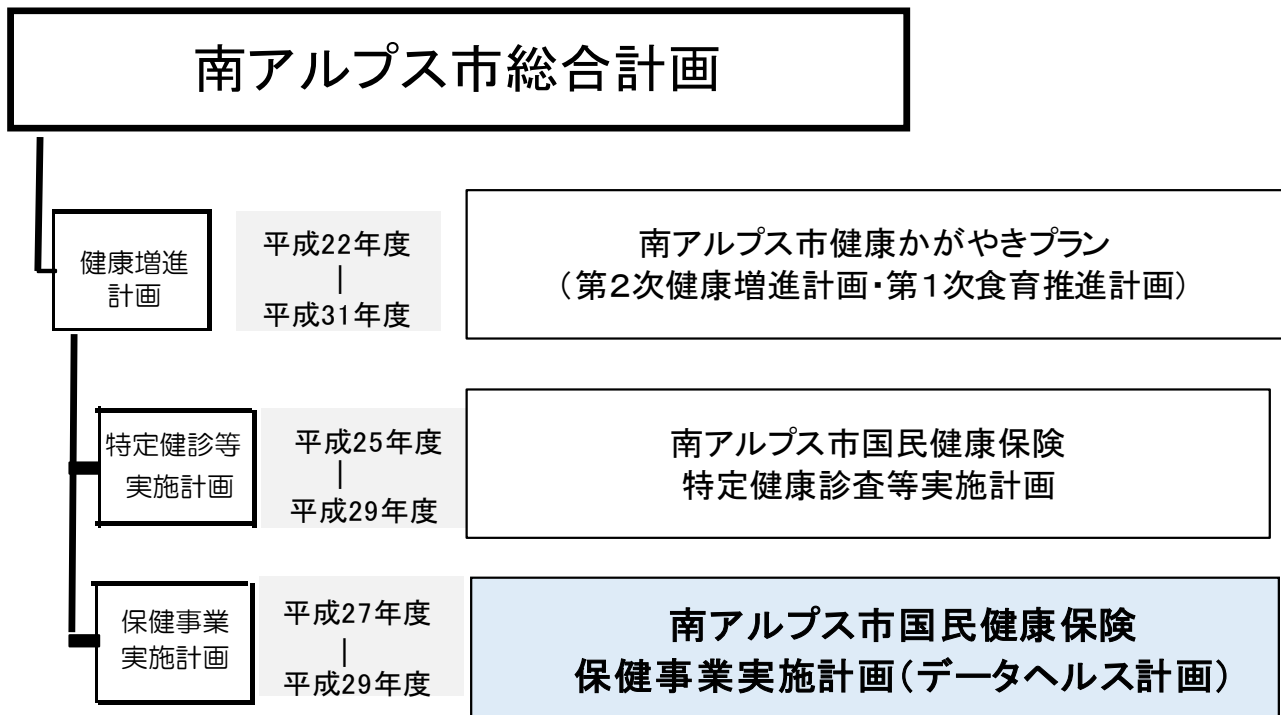 南アルプス市総合計画
健康増進
計画
平成22年度
|
平成31年度
南アルプス市健康かがやきプラン
（第２次健康増進計画・第１次食育推進計画）
特定健診等
実施計画
平成25年度
|
平成29年度
南アルプス市国民健康保険
特定健康診査等実施計画
保健事業
実施計画
平成27年度
|
平成29年度
南アルプス市国民健康保険
保健事業実施計画（データヘルス計画）